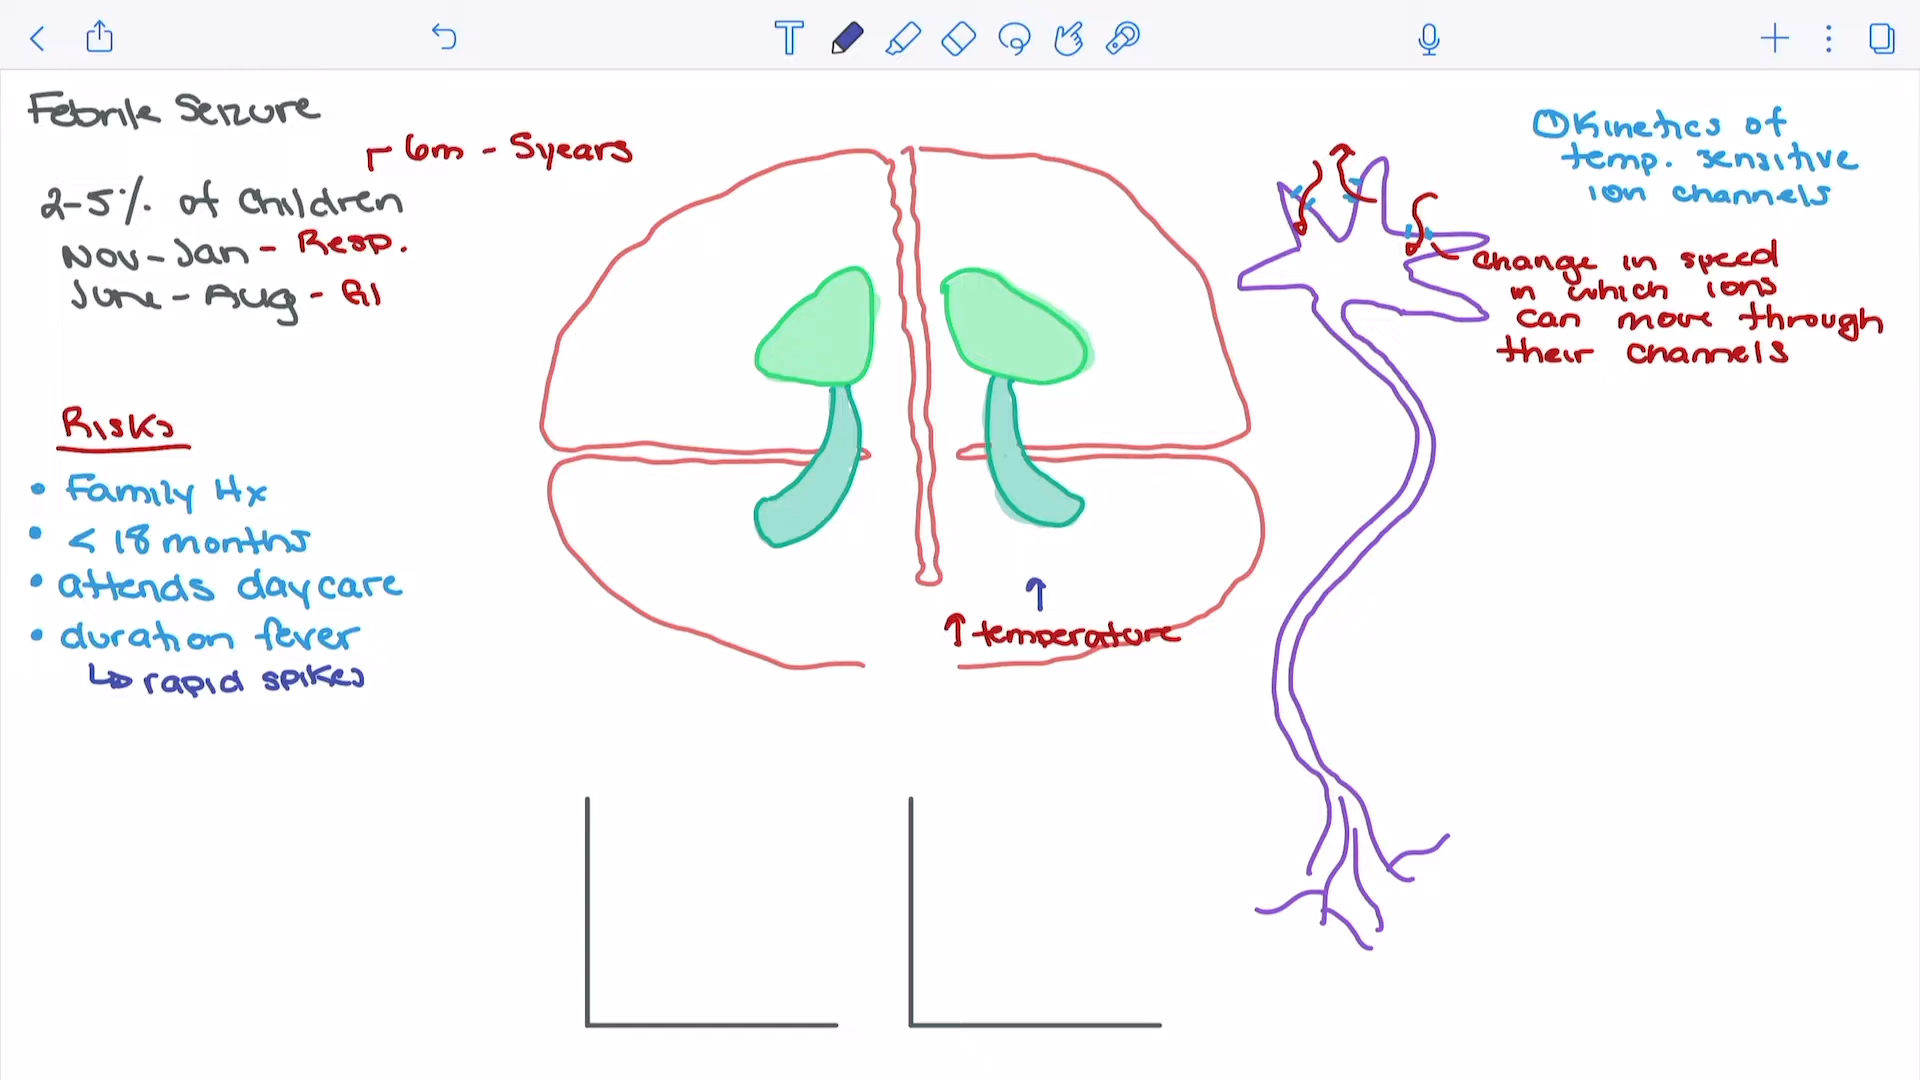 Febrile Seizure
6m - 5years
2-5% of children
Nov-Jan - Resp.
June - Aug - GI
Risks
• Family Hx
• < 18 months
• attends daycare
• duration fever
↳ rapid spikes
↑
↑ temperature
① Kinetics of
temp. sensitive
ion channels
change in speed
in which ions
can move through
their channels
T